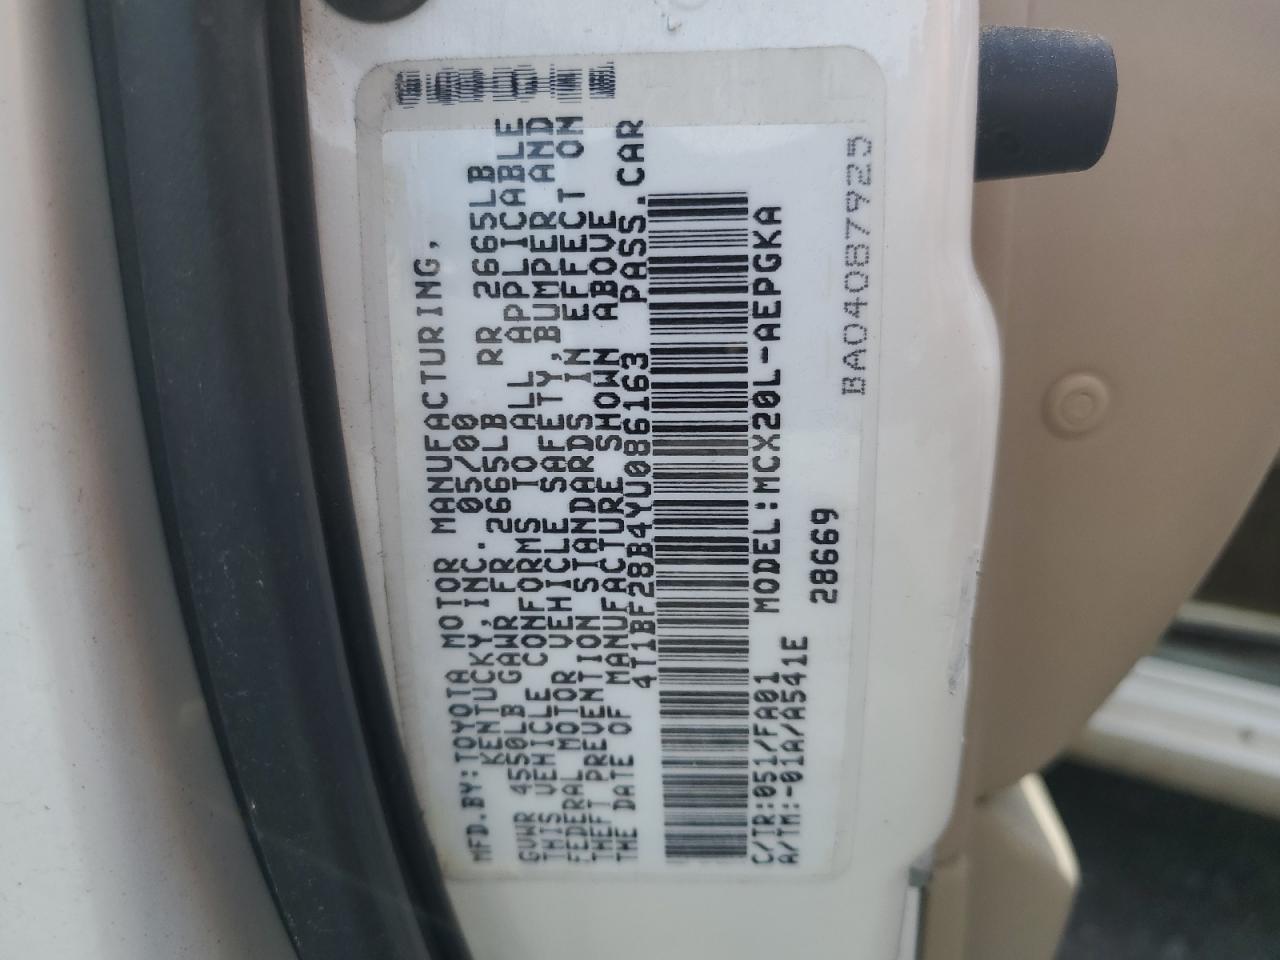 MFD.BY:TOYOTA MOTOR MANUFACTURING,
KENTUCKY,INC. 05/00
GVWR 4550LB GAWR FR 2665LB RR 2665LB
THIS VEHICLE CONFORMS TO ALL APPLICABLE
FEDERAL MOTOR VEHICLE SAFETY,BUMPER AND
THEFT PREVENTION STANDARDS IN EFFECT ON
THE DATE OF MANUFACTURE SHOWN ABOVE
4T1BF28B4YU086163 PASS.CAR
C/TR:051/FA01 MODEL:MCX20L-AEPGKA
A/TM:-01A/A541E 28669
BA04087925